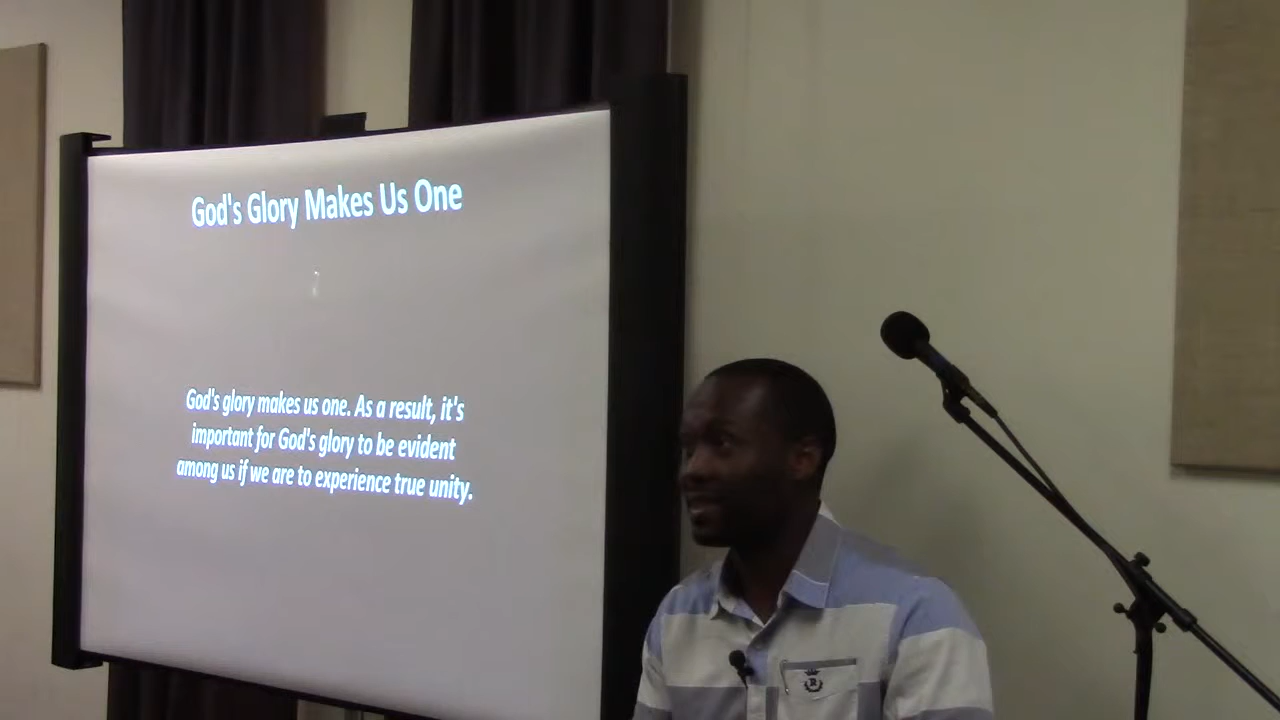 God's Glory Makes Us One
God's glory makes us one. As a result, it's
important for God's glory to be evident
among us if we are to experience true unity.